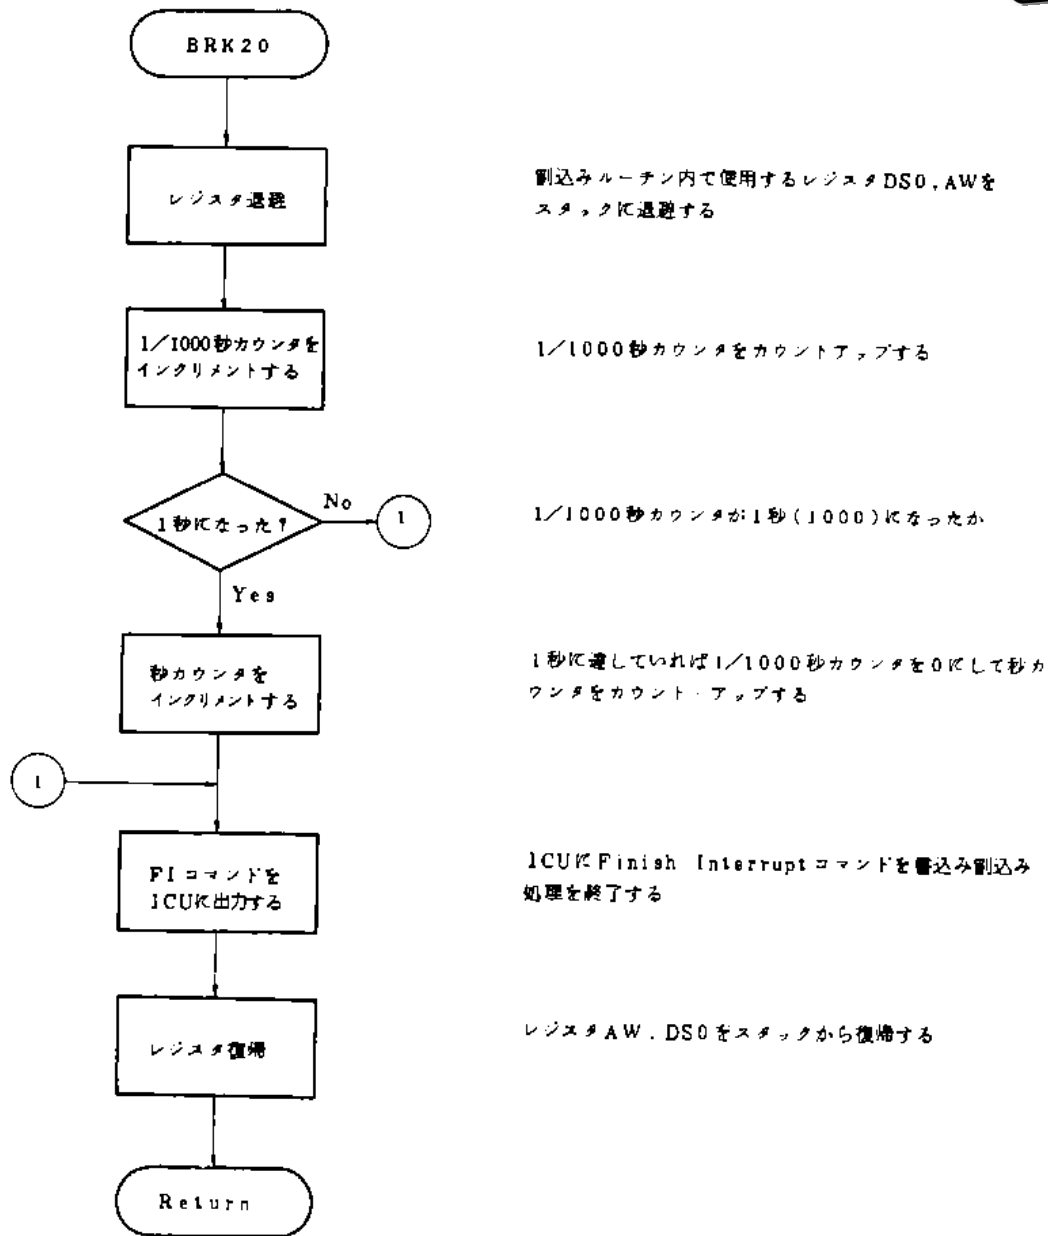 BRK20
レジスタ退避
割込みルーチン内で使用するレジスタDS0,AWを
スタックに退避する
1/1000秒カウンタを
インクリメントする
1/1000秒カウンタをカウントアップする
1秒になった?
No
1
1/1000秒カウンタが1秒(1000)になったか
Yes
秒カウンタを
インクリメントする
1秒に達していれば1/1000秒カウンタを0にして秒カ
ウンタをカウント・アップする
1
FIコマンドを
ICUに出力する
ICUにFinish Interruptコマンドを書込み割込み
処理を終了する
レジスタ復帰
レジスタAW.DS0をスタックから復帰する
Return